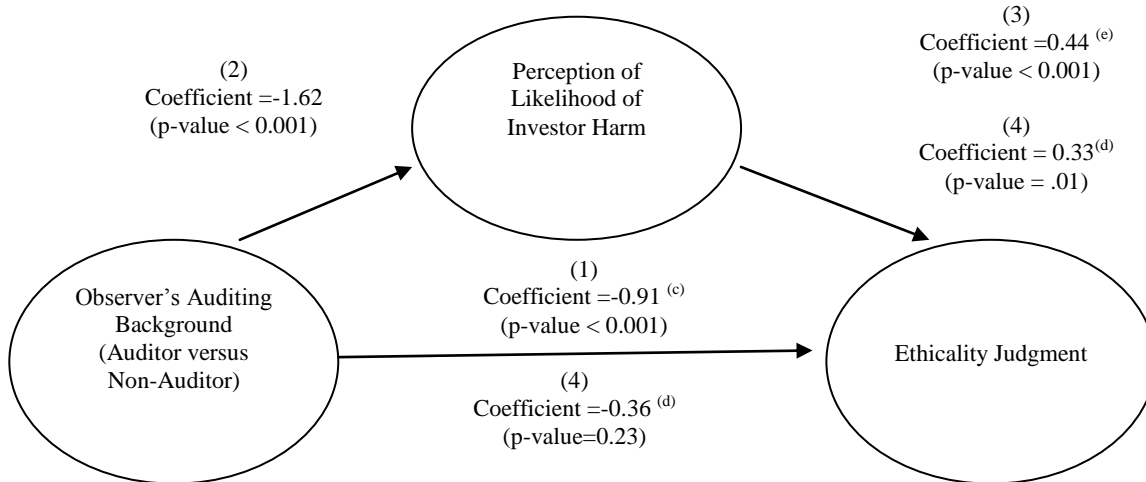 (3)
Coefficient =0.44 (e)
(p-value < 0.001)
(2)
Coefficient =-1.62
(p-value < 0.001)
Perception of
Likelihood of
Investor Harm
(4)
Coefficient = 0.33(d)
(p-value = .01)
(1)
Coefficient =-0.91 (c)
(p-value < 0.001)
Observer's Auditing
Background
(Auditor versus
Non-Auditor)
Ethicality Judgment
(4)
Coefficient =-0.36 (d)
(p-value=0.23)